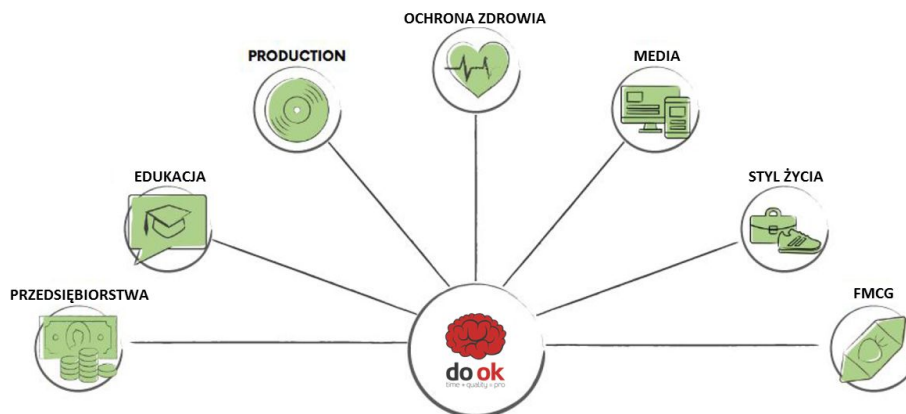 OCHRONA ZDROWIA
PRODUCTION
MEDIA
EDUKACJA
STYL ŻYCIA
PRZEDSIĘBIORSTWA
FMCG
do ok
time + quality = pro